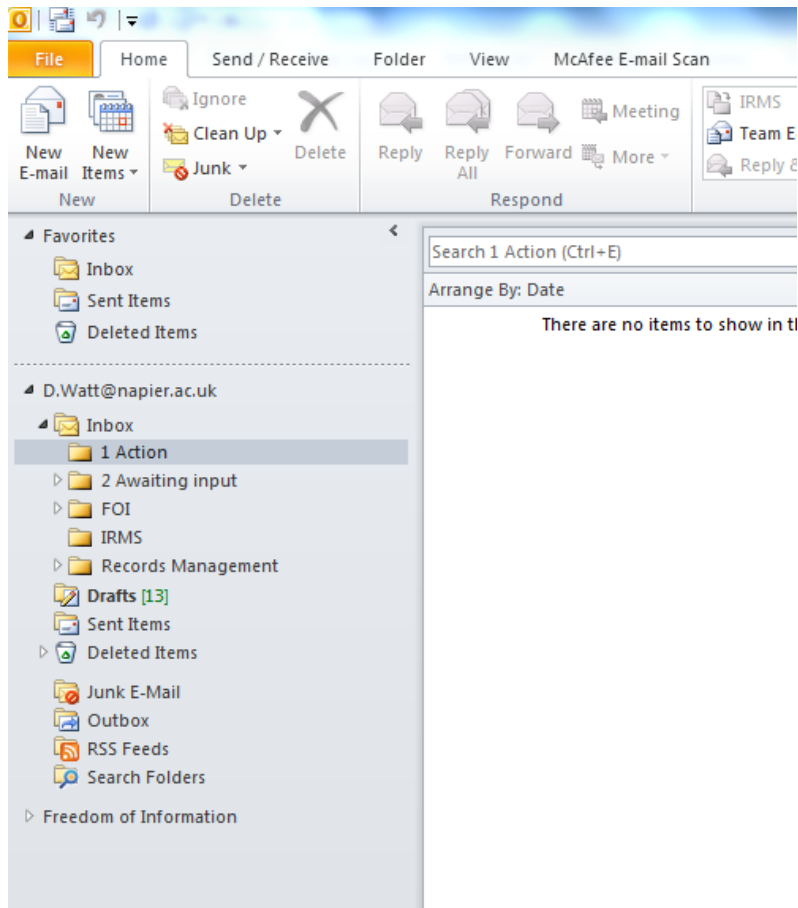 File Home Send / Receive Folder View McAfee E-mail Scan
Ignore
Clean Up
Junk
New E-mail
New Items
Delete
Reply
Reply All
Forward
Meeting
More
IRMS
Team E
Reply &
New Delete Respond
Favorites
Inbox
Sent Items
Deleted Items
D.Watt@napier.ac.uk
Inbox
1 Action
2 Awaiting input
FOI
IRMS
Records Management
Drafts [13]
Sent Items
Deleted Items
Junk E-Mail
Outbox
RSS Feeds
Search Folders
Freedom of Information
Search 1 Action (Ctrl+E)
Arrange By: Date
There are no items to show in t